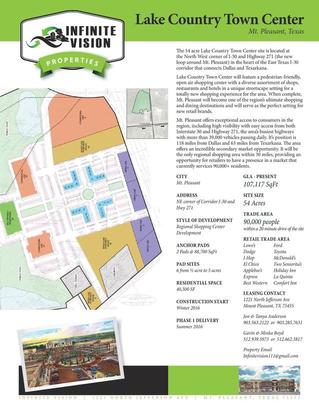 INFINITE
VISION
PROPERTIES
Lake Country Town Center
Mt. Pleasant, Texas
The 54 acre Lake Country Town Center site is located at
the North West corner of I-30 and Highway 271 (the new
loop around Mt. Pleasant) in the heart of the East Texas I-30
corridor that connects Dallas and Texarkana.
Lake Country Town Center will feature a pedestrian-friendly,
open air shopping center with a diverse assortment of shops,
restaurants and hotels in a unique streetscape setting for a
totally new shopping experience for the area. When complete,
Mt. Pleasant will become one of the region's ultimate shopping
and dining destinations and will serve as the perfect setting for
new retail brands.
Mt. Pleasant offers exceptional access to consumers in the
region, including high visibility with easy access from both
Interstate 30 and Highway 271, the area's busiest highways
with more than 39,000 vehicles passing daily. It's position is
118 miles from Dallas and 63 miles from Texarkana. The area
offers an incredible secondary market opportunity. It will be
the only regional shopping area within 50 miles, providing an
opportunity for retailers to have a presence in a market that
currently services 90,000+ residents.
CITY
Mt. Pleasant
ADDRESS
NE corner of Corridor I-30 and
Hwy 271
STYLE OF DEVELOPMENT
Regional Shopping Center
Development
ANCHOR PADS
2 Pads @ 88,700 SqFt
PAD SITES
6 from ¾ acre to 5 acres
RESIDENTIAL SPACE
40,300 SF
CONSTRUCTION START
Winter 2016
PHASE 1 DELIVERY
Summer 2016
GLA - PRESENT
107,117 SqFt
SITE SIZE
54 Acres
TRADE AREA
90,000 people
within a 20 minute drive of the site
RETAIL TRADE AREA
Lowe's Ford
Dodge Toyota
I-Hop McDonald's
El Chico Two Senorita's
Applebee's Holiday Inn
Express La Quinta
Best Western Comfort Inn
LEASING CONTACT
1221 North Jefferson Ave
Mount Pleasant, TX 75455
Joe & Tanya Anderson
903.563.2122 or 903.285.7631
Gavin & Moska Boyd
512.938.3973 or 512.662.3817
Property Email
Infinitevision111@gmail.com
INFINITE VISION | 1221 NORTH JEFFERSON AVE | MOUNT PLEASANT, TEXAS 75455